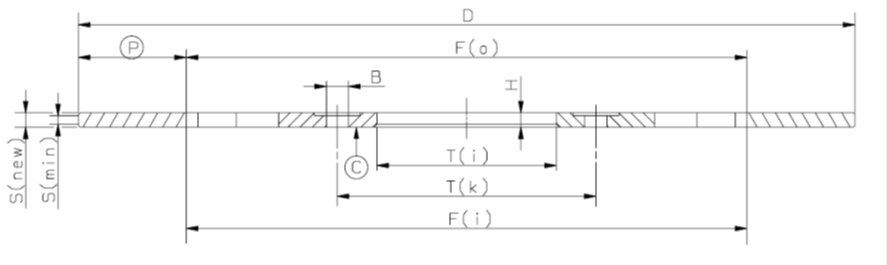 D
P
F(a)
B
H
S(new)
S(min)
C
T(i)
T(k)
F(i)